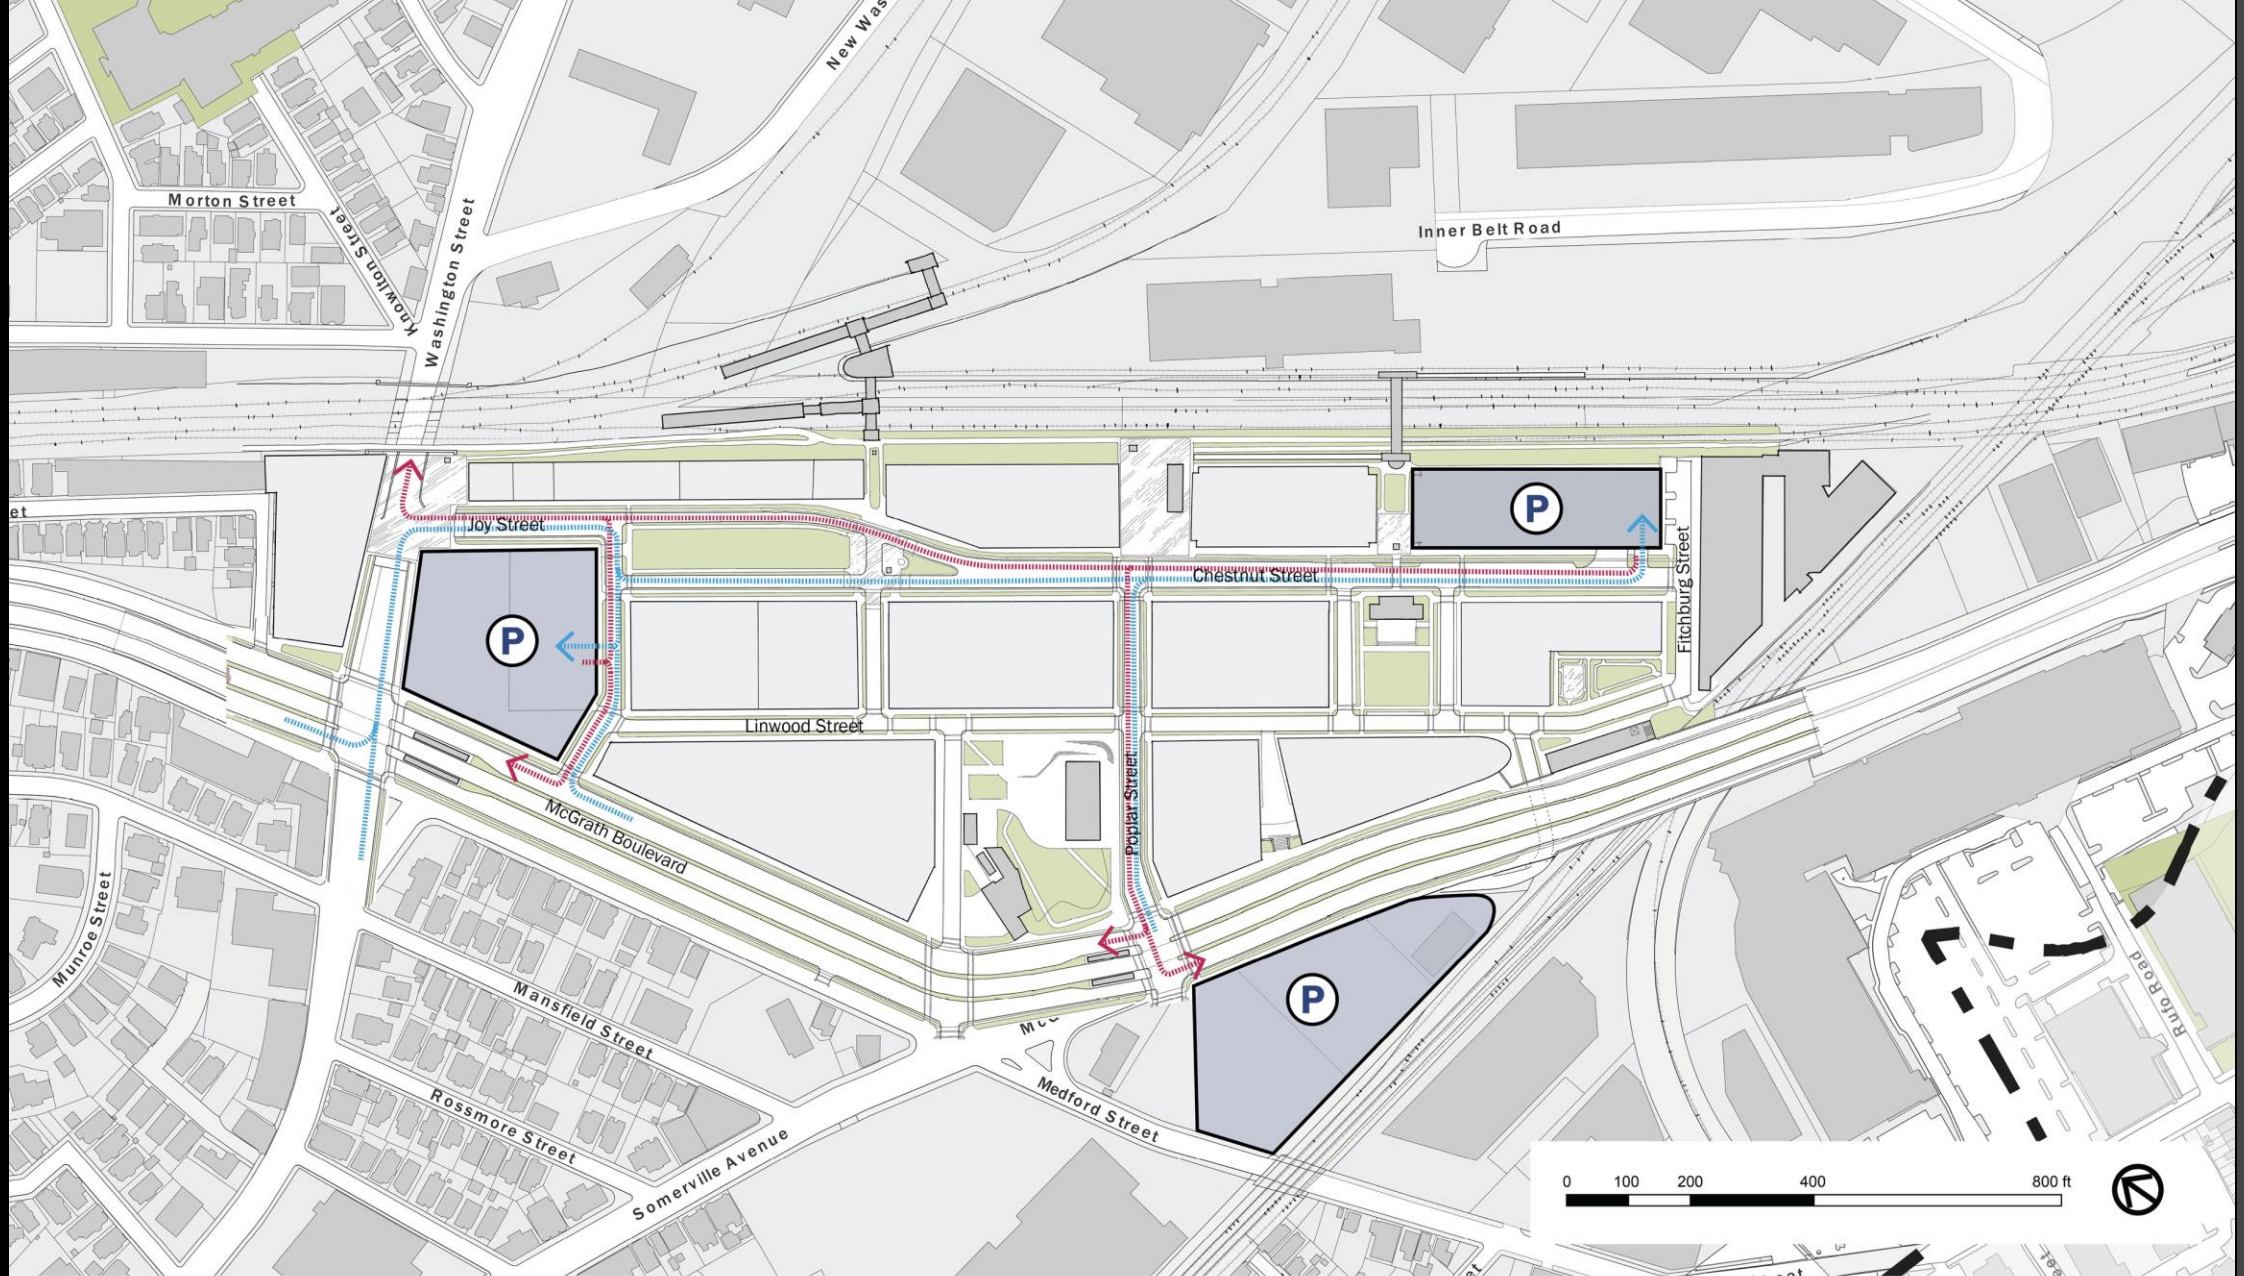 New Was
Morton Street
Knowlton Street
Washington Street
Inner Belt Road
et
Joy Street
P
Chestnut Street
Fitchburg Street
P
Linwood Street
Poplar Street
McGrath Boulevard
Munroe Street
Mansfield Street
Rossmore Street
Somerville Avenue
Medford Street
P
Rufo Road
0 100 200 400 800 ft